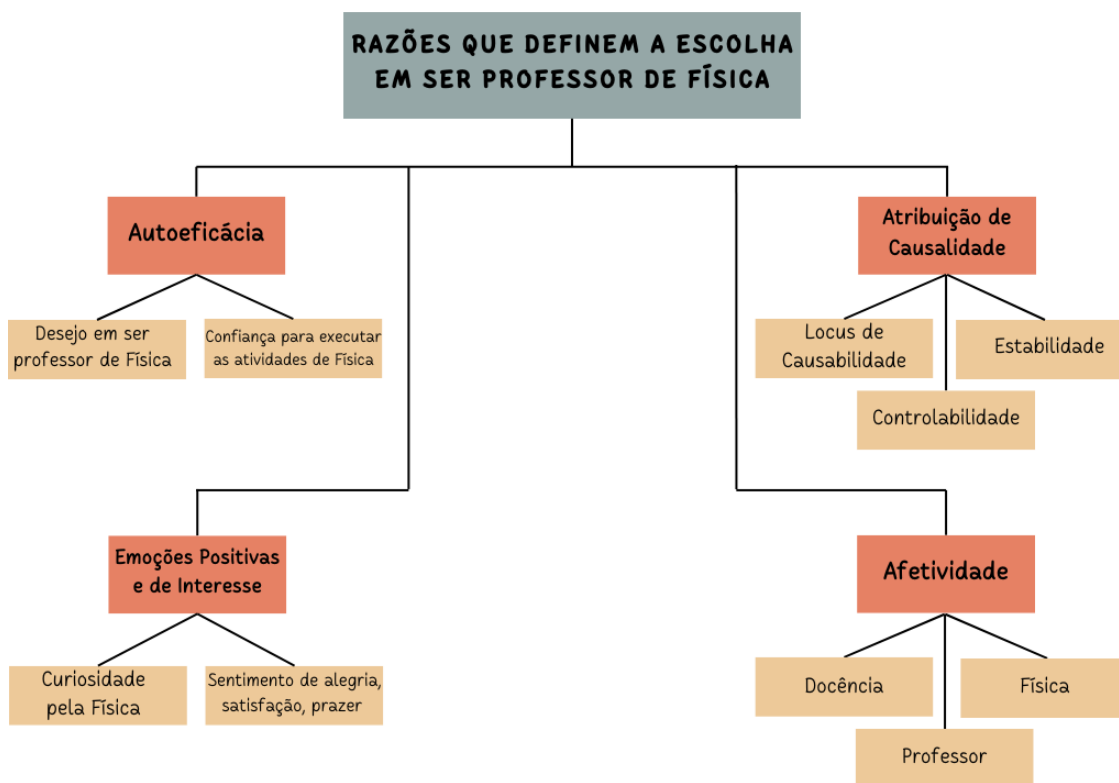 RAZÕES QUE DEFINEM A ESCOLHA
EM SER PROFESSOR DE FÍSICA
Autoeficácia
Desejo em ser
professor de Física
Confiança para executar
as atividades de Física
Atribuição de
Causalidade
Locus de
Causabilidade
Estabilidade
Controlabilidade
Emoções Positivas
e de Interesse
Curiosidade
pela Física
Sentimento de alegria,
satisfação, prazer
Afetividade
Docência
Física
Professor